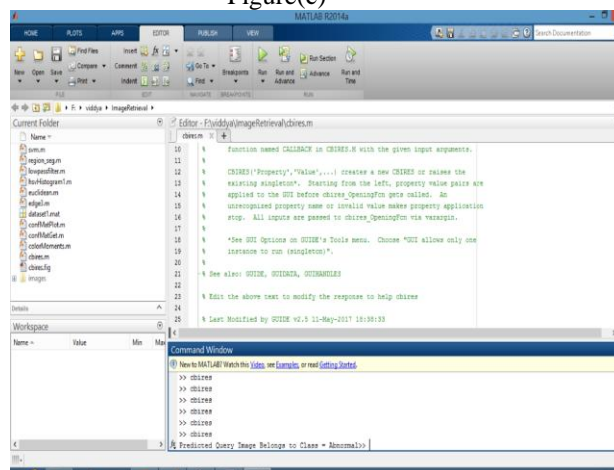 Figure(c)
MATLAB R2014a
HOME PLOTS APPS EDITOR PUBLISH VIEW
Search Documentation
New Open Save Find Files Compare Print Insert Comment Indent fx Go To Find Breakpoints Run Run and Advance Run Section Advance Run and Time
FILE EDIT NAVIGATE BREAKPOINTS RUN
F: viddya ImageRetrieval
Current Folder
Name
svm.m
region_seg.m
lowpassfilter.m
hsvHistogram1.m
euclidean.m
edge3.m
dataset1.mat
confMatPlot.m
confMatGet.m
colorMoments.m
cbires.m
cbires.fig
images
Details
Workspace
Name Value Min Max
Editor - F:\viddya\ImageRetrieval\cbires.m
cbires.m
10 % function named CALLBACK in CBIRES.M with the given input arguments.
11 %
12 % CBIRES('Property','Value',...) creates a new CBIRES or raises the
13 % existing singleton*. Starting from the left, property value pairs are
14 % applied to the GUI before cbires_OpeningFcn gets called. An
15 % unrecognized property name or invalid value makes property application
16 % stop. All inputs are passed to cbires_OpeningFcn via varargin.
17 %
18 % *See GUI Options on GUIDE's Tools menu. Choose "GUI allows only one
19 % instance to run (singleton)".
20 %
21 % See also: GUIDE, GUIDATA, GUIHANDLES
22
23 % Edit the above text to modify the response to help cbires
24
25 % Last Modified by GUIDE v2.5 11-May-2017
Command Window
New to MATLAB? Watch this Video, see Examples, or read Getting Started.
>> cbires
>> cbires
>> cbires
>> cbires
>> cbires
>> cbires
fx Predicted Query Image Belongs to Class = Abnormal>>